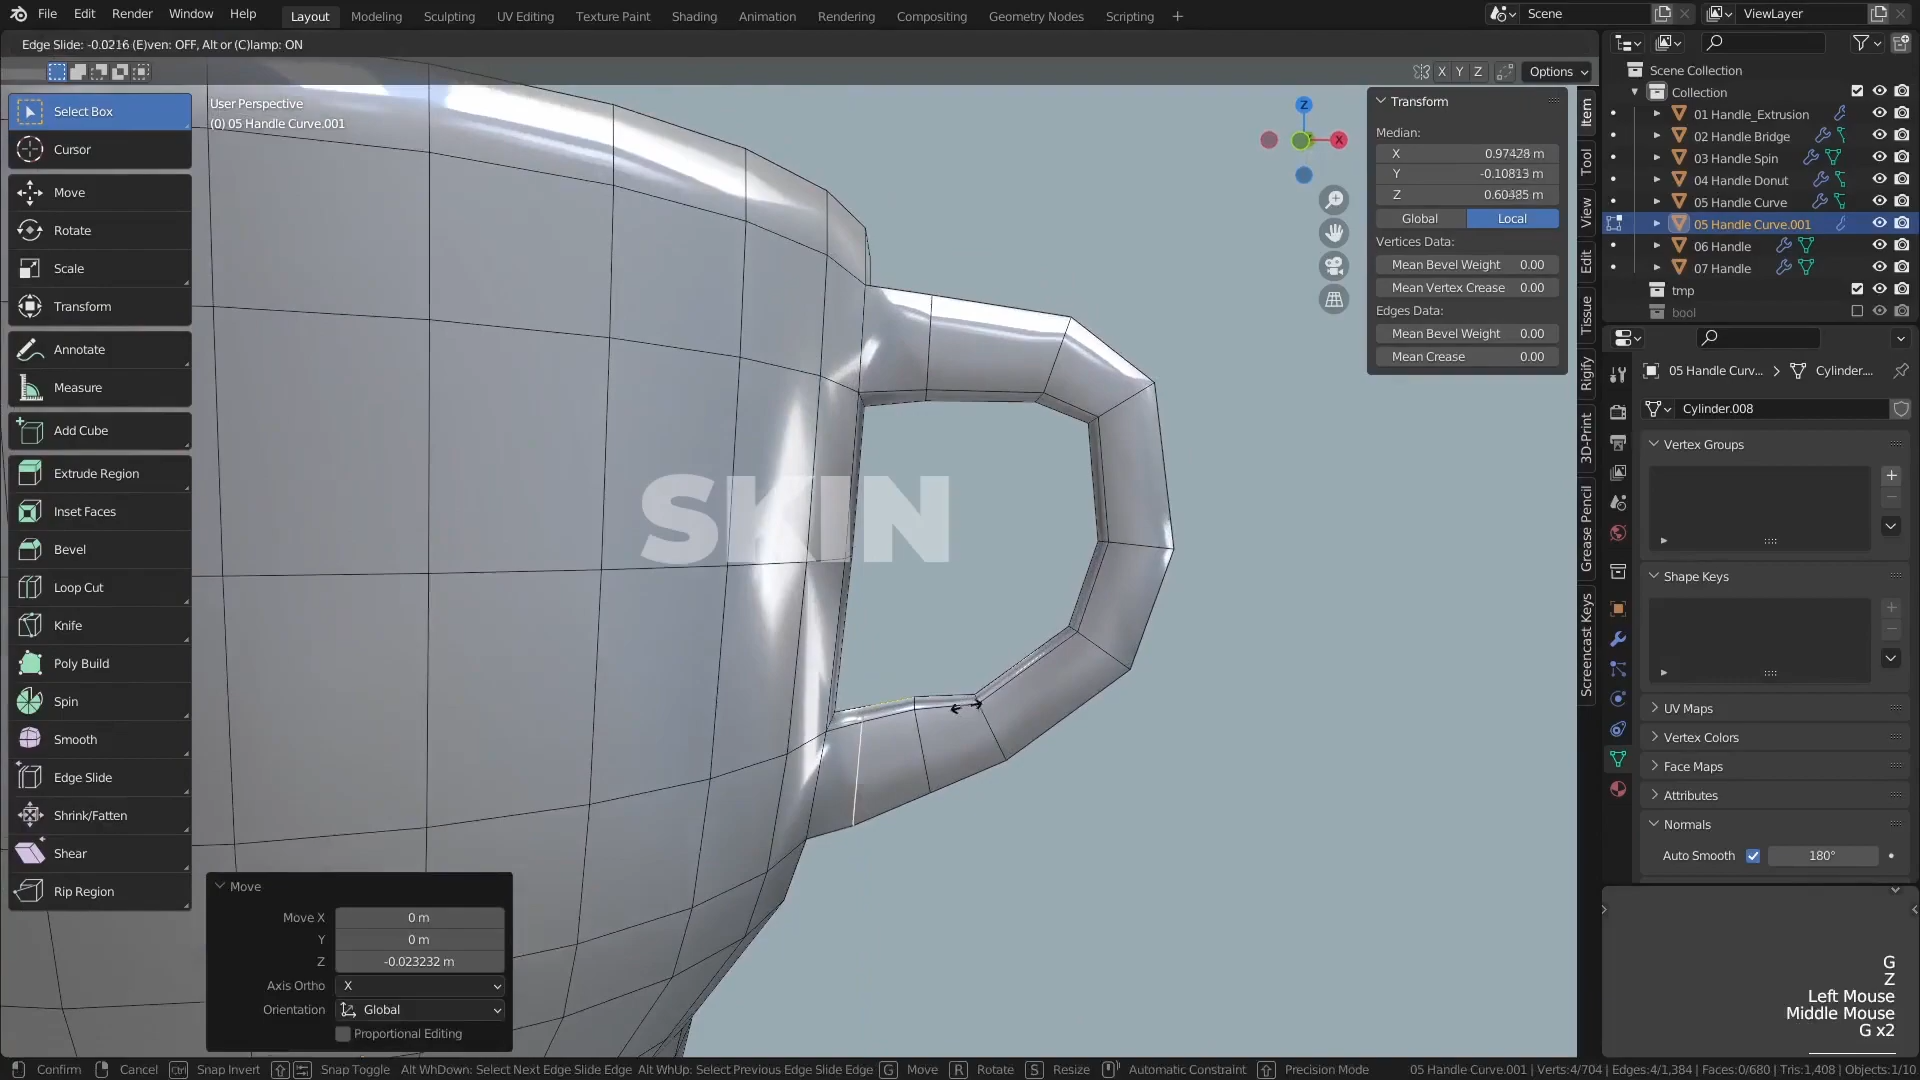 File Edit Render Window Help Layout Modeling Sculpting UV Editing Texture Paint Shading Animation Rendering Compositing Geometry Nodes Scripting + Scene ViewLayer
Edge Slide: -0.0216 (E)ven: OFF, Alt or (C)lamp: ON
X Y Z Options
User Perspective
(0) 05 Handle Curve.001
Select Box
Cursor
Move
Rotate
Scale
Transform
Annotate
Measure
Add Cube
Extrude Region
Inset Faces
Bevel
Loop Cut
Knife
Poly Build
Spin
Smooth
Edge Slide
Shrink/Fatten
Shear
Rip Region
SKIN
Z
X
Transform
Median:
X 0.97428 m
Y -0.10813 m
Z 0.60485 m
Global Local
Vertices Data:
Mean Bevel Weight 0.00
Mean Vertex Crease 0.00
Edges Data:
Mean Bevel Weight 0.00
Mean Crease 0.00
Item
Tool
View
Edit
Tissue
Rigify
3D-Print
Grease Pencil
Screencast Keys
Scene Collection
Collection
01 Handle_Extrusion
02 Handle Bridge
03 Handle Spin
04 Handle Donut
05 Handle Curve
05 Handle Curve.001
06 Handle
07 Handle
tmp
bool
05 Handle Curv... Cylinder....
Cylinder.008
Vertex Groups
Shape Keys
UV Maps
Vertex Colors
Face Maps
Attributes
Normals
Auto Smooth 180°
Move
Move X 0 m
Y 0 m
Z -0.023232 m
Axis Ortho X
Orientation Global
Proportional Editing
G
Z
Left Mouse
Middle Mouse
G x2
Confirm Cancel Ctrl Snap Invert Snap Toggle Alt WhDown: Select Next Edge Slide Edge Alt WhUp: Select Previous Edge Slide Edge G Move R Rotate S Resize Automatic Constraint Precision Mode 05 Handle Curve.001 | Verts:4/704 | Edges:4/1,384 | Faces:0/680 | Tris:1,408 | Objects:1/10